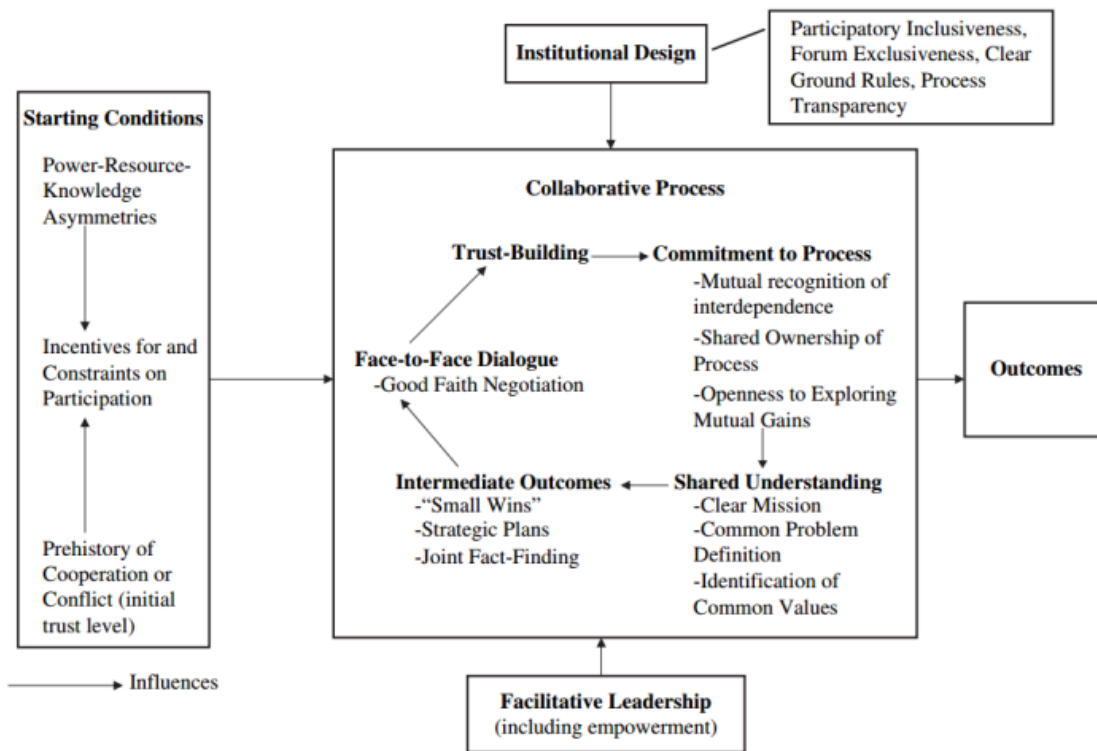 Institutional Design
Participatory Inclusiveness,
Forum Exclusiveness, Clear
Ground Rules, Process
Transparency
Starting Conditions
Power-Resource-
Knowledge
Asymmetries
Incentives for and
Constraints on
Participation
Prehistory of
Cooperation or
Conflict (initial
trust level)
Collaborative Process
Trust-Building
Commitment to Process
-Mutual recognition of
interdependence
-Shared Ownership of
Process
-Openness to Exploring
Mutual Gains
Face-to-Face Dialogue
-Good Faith Negotiation
Intermediate Outcomes
-“Small Wins”
-Strategic Plans
-Joint Fact-Finding
Shared Understanding
-Clear Mission
-Common Problem
Definition
-Identification of
Common Values
Outcomes
Influences
Facilitative Leadership
(including empowerment)